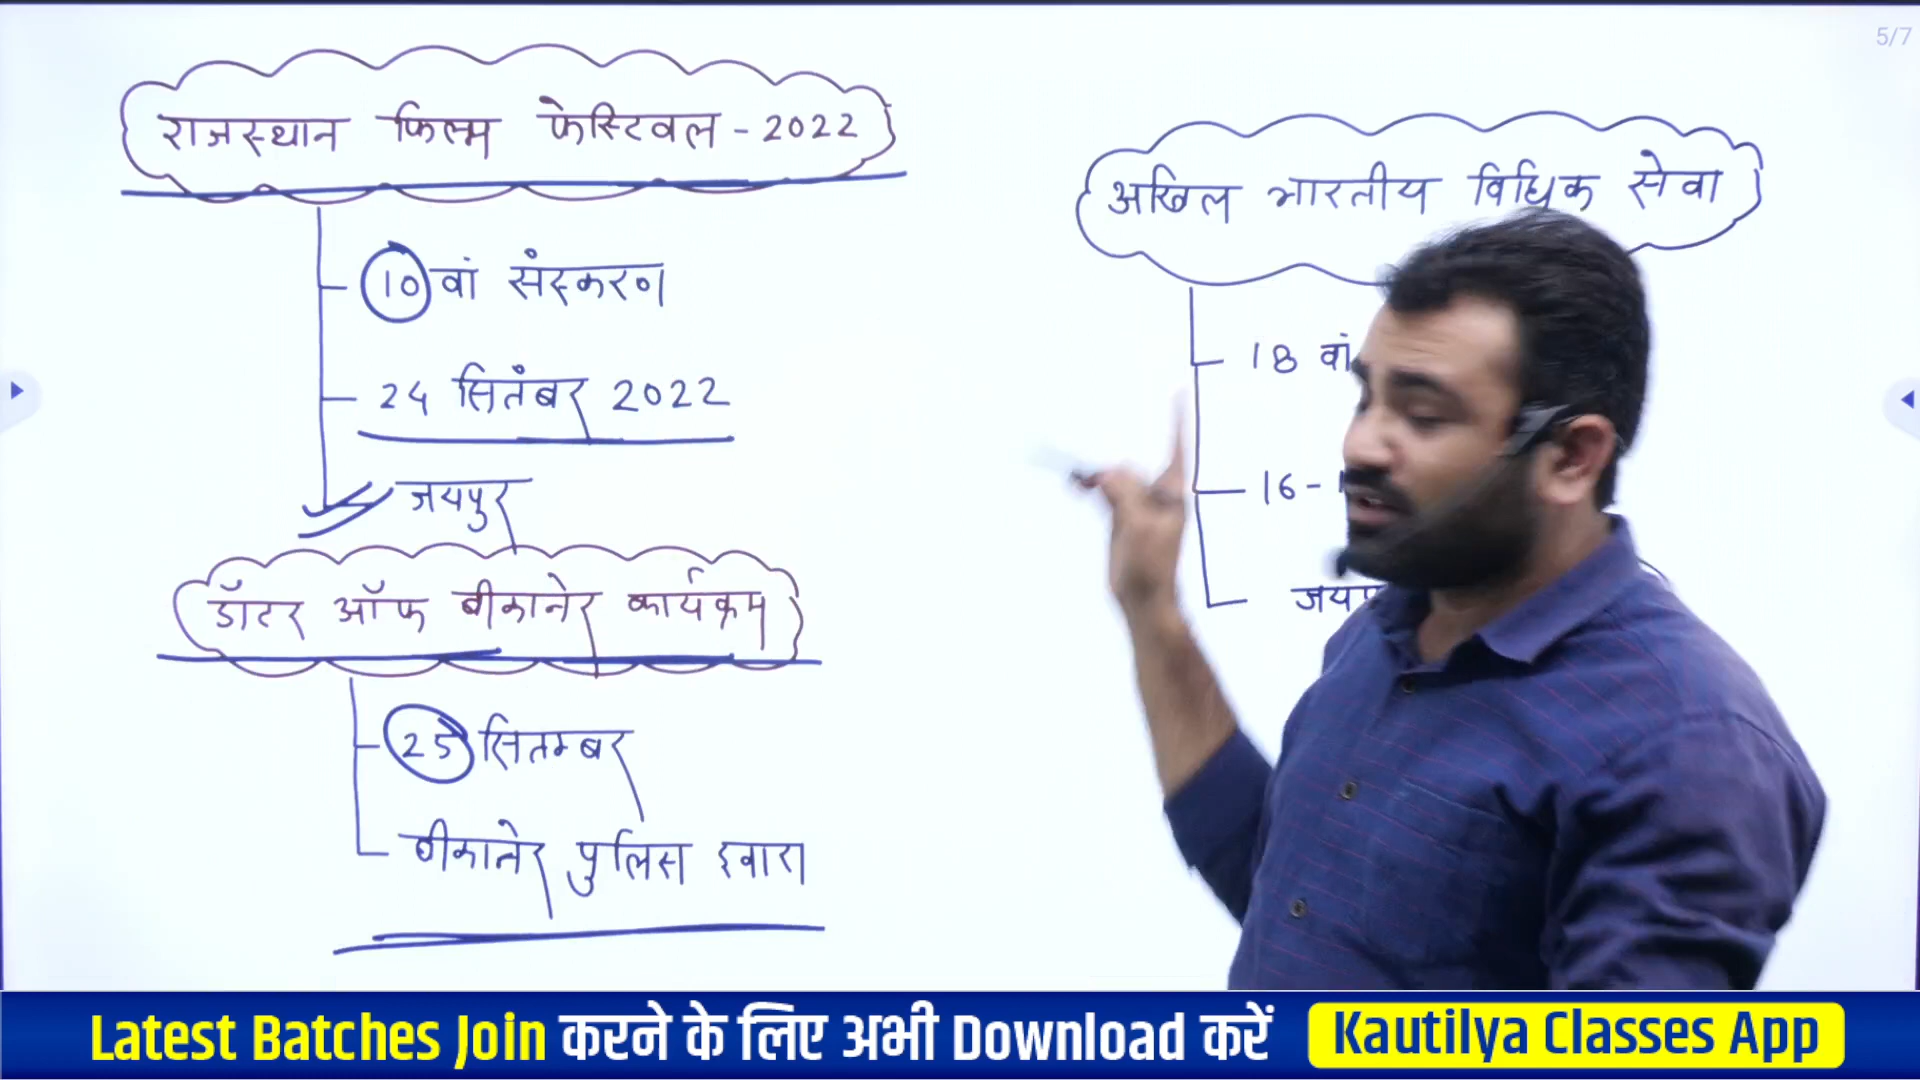 5/7
राजस्थान फिल्म फेस्टिवल - 2022
10 वां संस्करण
24 सितंबर 2022
जयपुर
डॉटर ऑफ बीकानेर कार्यक्रम
25 सितम्बर
बीकानेर पुलिस द्वारा
अखिल भारतीय विधिक सेवा
18 वां
16 -
Latest Batches Join करने के लिए अभी Download करें Kautilya Classes App